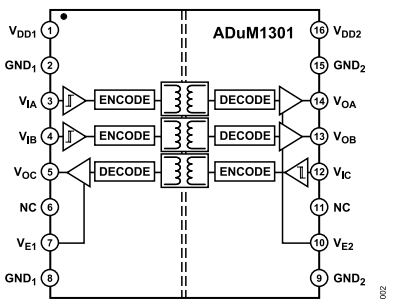 ADuM1301
VDD1 1 16 VDD2
GND1 2 15 GND2
VIA 3 ENCODE DECODE 14 VOA
VIB 4 ENCODE DECODE 13 VOB
VOC 5 DECODE ENCODE 12 VIC
NC 6 11 NC
VE1 7 10 VE2
GND1 8 9 GND2
002